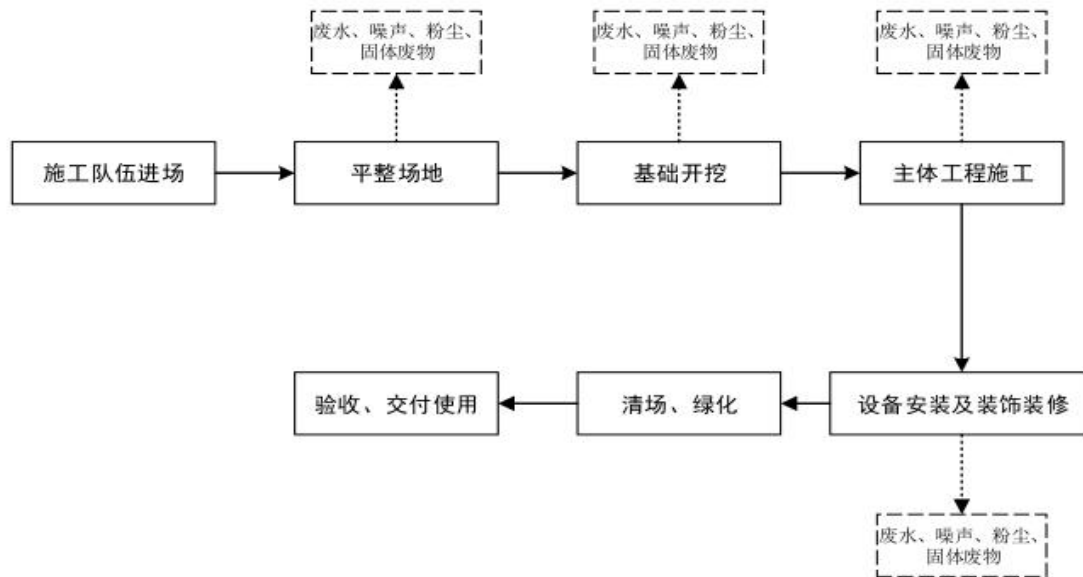 废水、噪声、粉尘、
固体废物
废水、噪声、粉尘、
固体废物
废水、噪声、粉尘、
固体废物
施工队伍进场
平整场地
基础开挖
主体工程施工
验收、交付使用
清场、绿化
设备安装及装饰装修
废水、噪声、粉尘、
固体废物